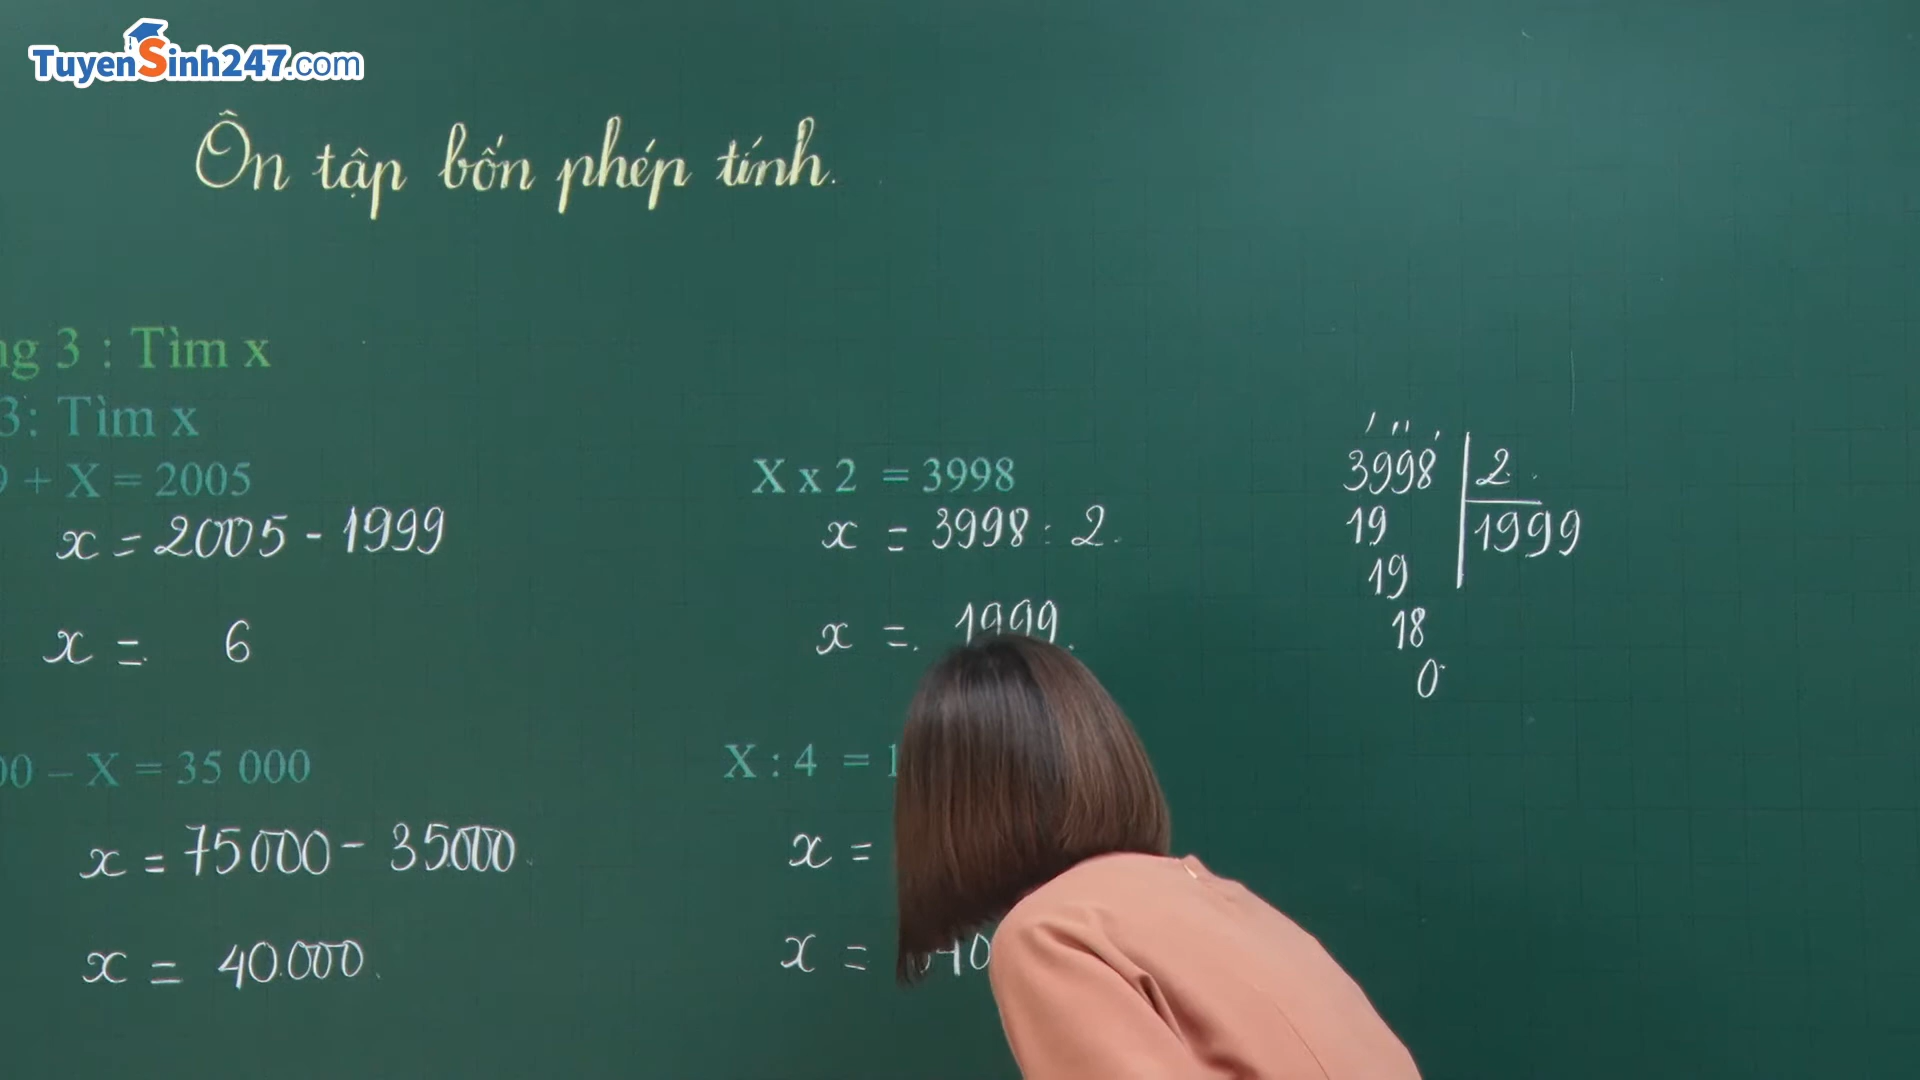 TuyenSinh247.com
Ôn tập bốn phép tính.
3 : Tìm x
3: Tìm x
+ X = 2005
x = 2005 - 1999
x = 6
X x 2 = 3998
x = 3998 : 2
x = 1999
3998 2
19 1999
19
18
0
00 – X = 35 000
x = 75000 - 35000
x = 40.000
X : 4 = 1
x =
x =